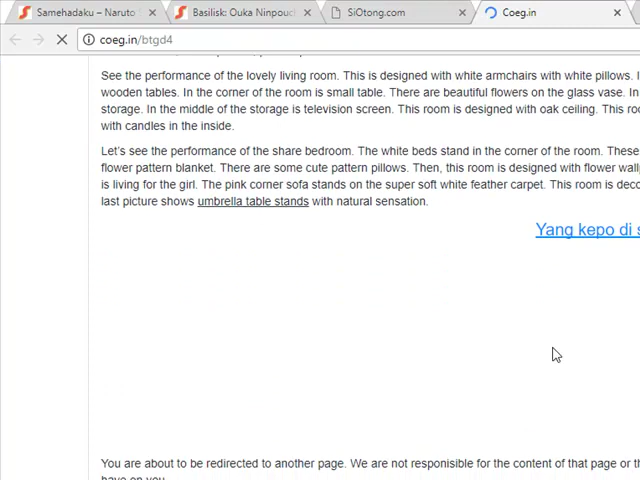 Samehadaku – Naruto
Basilisk: Ouka Ninpouc
SiOtong.com
Coeg.in
coeg.in/btgd4
See the performance of the lovely living room. This is designed with white armchairs with white pillows. I
wooden tables. In the corner of the room is small table. There are beautiful flowers on the glass vase. In
storage. In the middle of the storage is television screen. This room is designed with oak ceiling. This roo
with candles in the inside.
Let's see the performance of the share bedroom. The white beds stand in the corner of the room. These
flower pattern blanket. There are some cute pattern pillows. Then, this room is designed with flower wall
is living for the girl. The pink corner sofa stands on the super soft white feather carpet. This room is deco
last picture shows umbrella table stands with natural sensation.
Yang kepo di s
You are about to be redirected to another page. We are not responisible for the content of that page or th
have on you